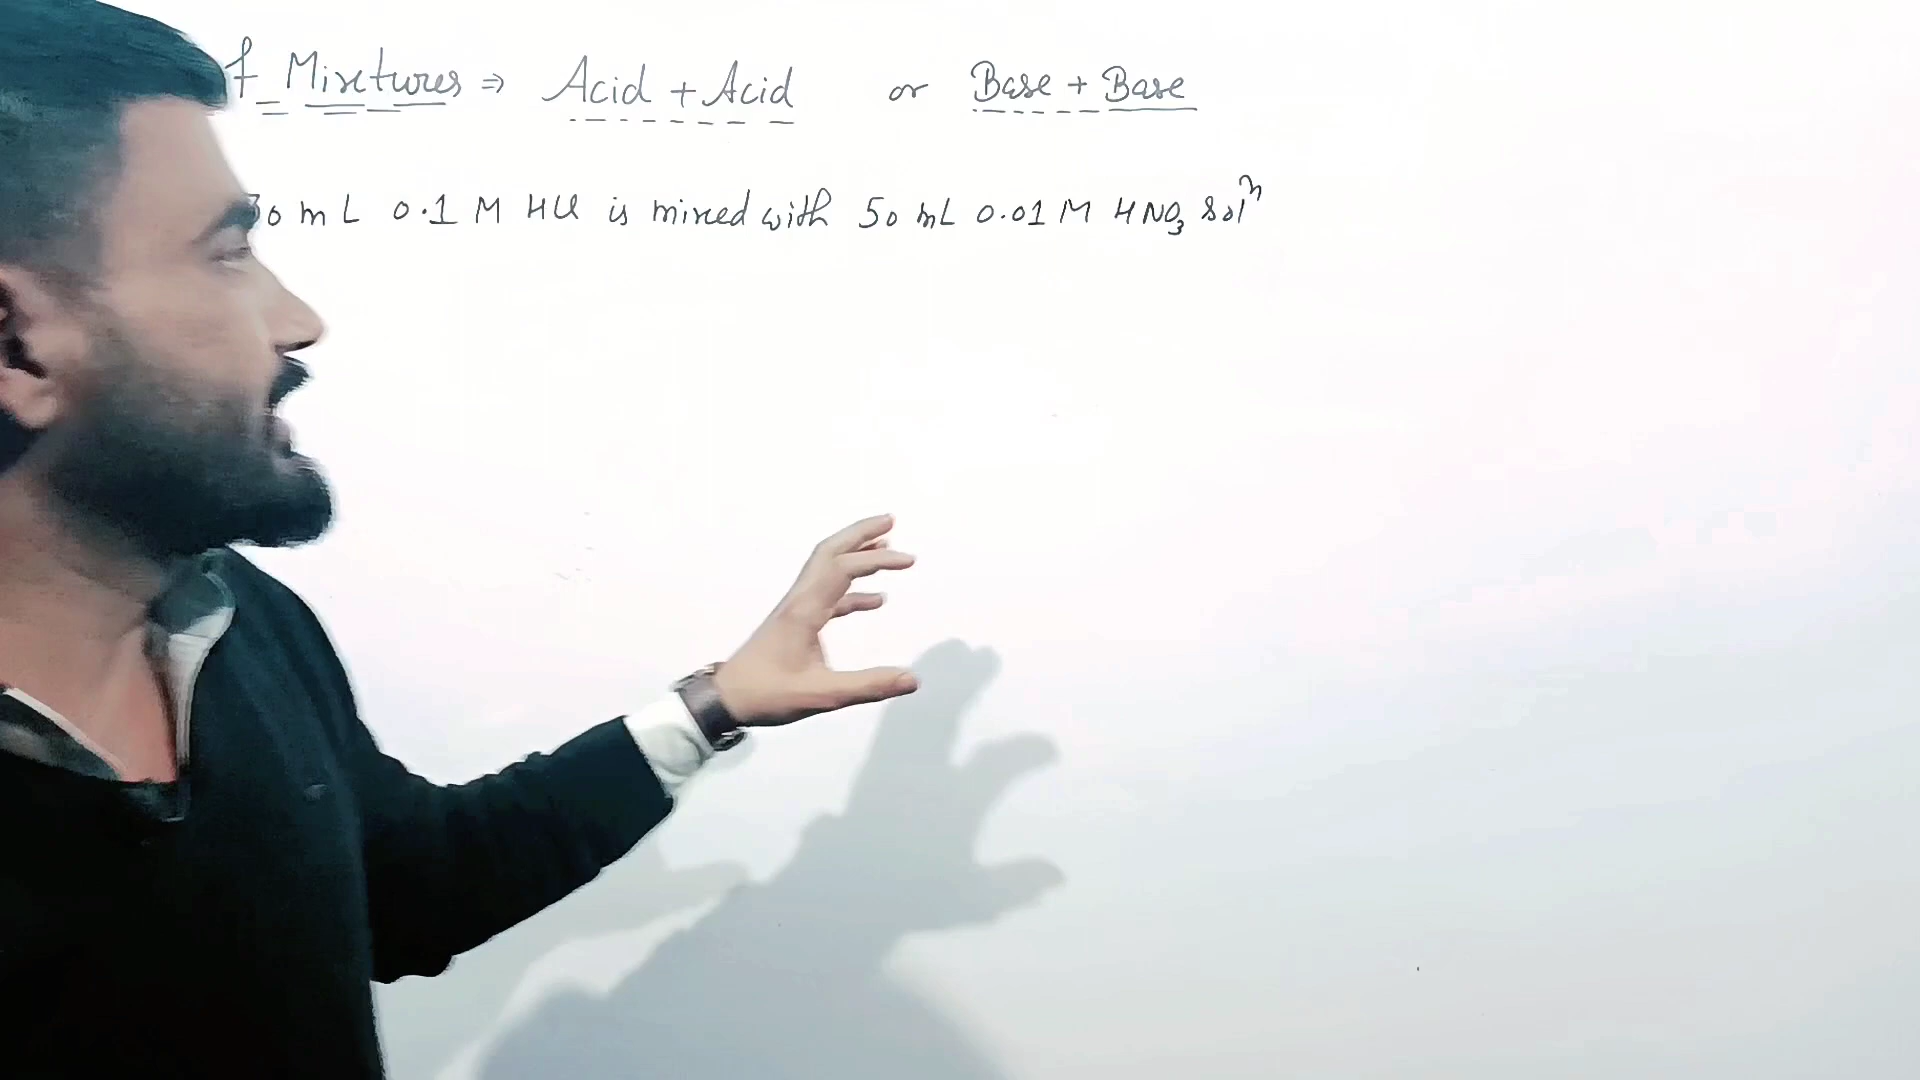 f Mixtures ⇒ Acid + Acid or Base + Base
30 mL 0.1 M HCl is mixed with 50 mL 0.01 M HNO₃ solⁿ